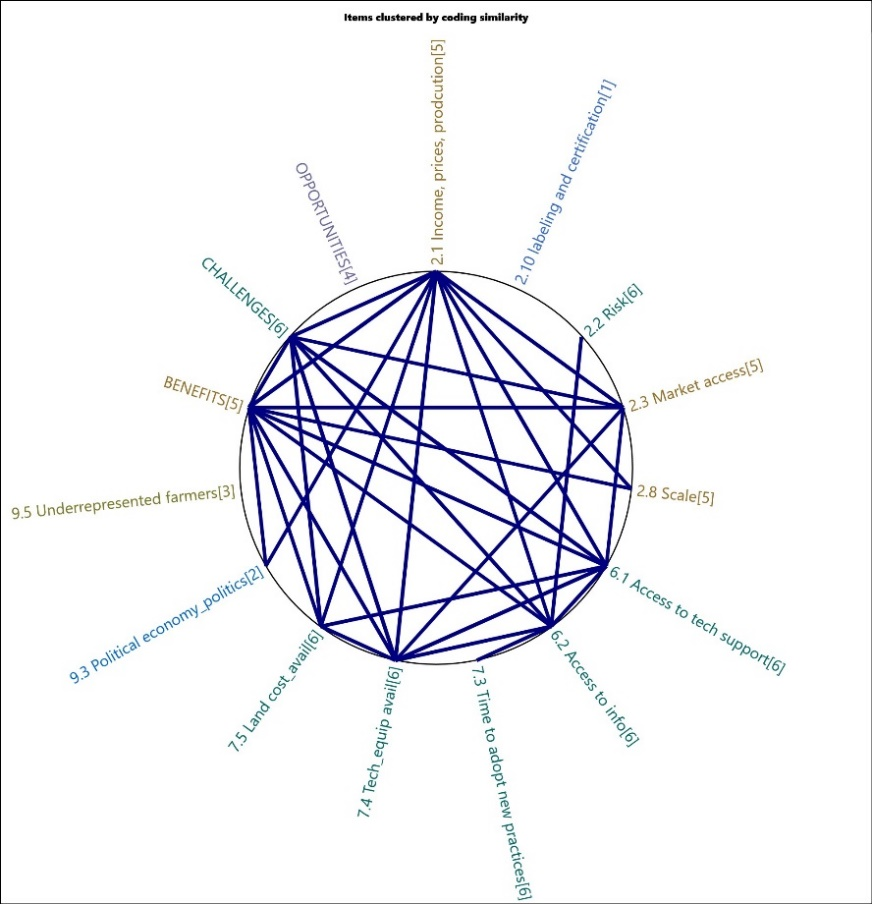 Items clustered by coding similarity
2.1 Income, prices, prodcution[5]
2.10 labeling and certification[1]
2.2 Risk[6]
2.3 Market access[5]
2.8 Scale[5]
6.1 Access to tech support[6]
6.2 Access to info[6]
7.3 Time to adopt new practices[6]
7.4 Tech_equip avail[6]
7.5 Land cost_avail[6]
9.3 Political economy_politics[2]
9.5 Underrepresented farmers[3]
BENEFITS[5]
CHALLENGES[6]
OPPORTUNITIES[4]